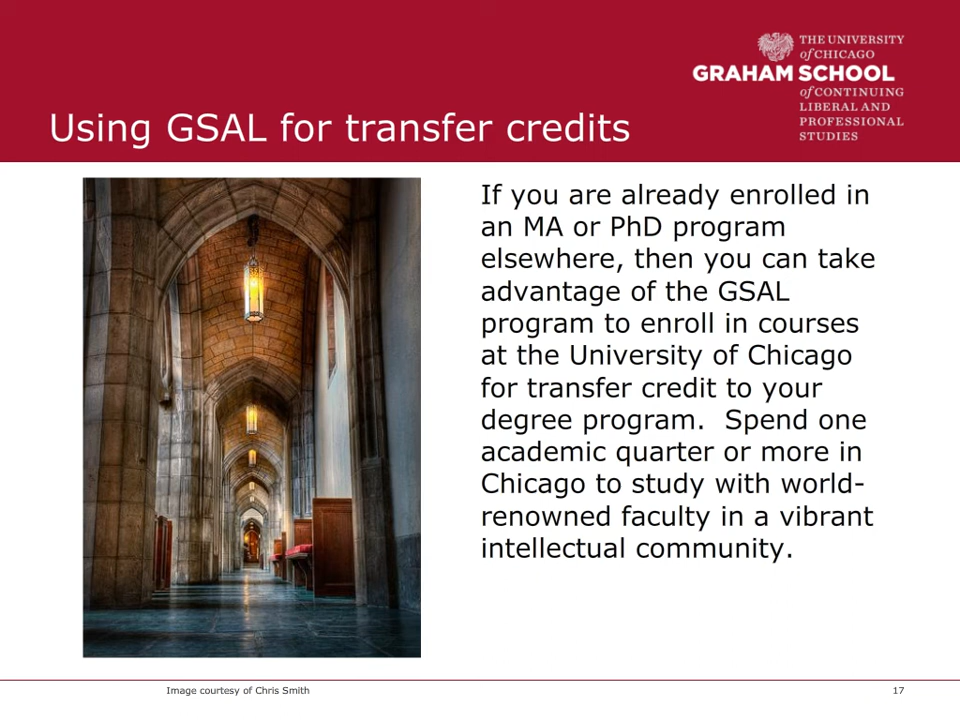 THE UNIVERSITY
of CHICAGO
GRAHAM SCHOOL
of CONTINUING
LIBERAL AND
PROFESSIONAL
STUDIES
Using GSAL for transfer credits
If you are already enrolled in
an MA or PhD program
elsewhere, then you can take
advantage of the GSAL
program to enroll in courses
at the University of Chicago
for transfer credit to your
degree program.  Spend one
academic quarter or more in
Chicago to study with world-
renowned faculty in a vibrant
intellectual community.
Image courtesy of Chris Smith
17